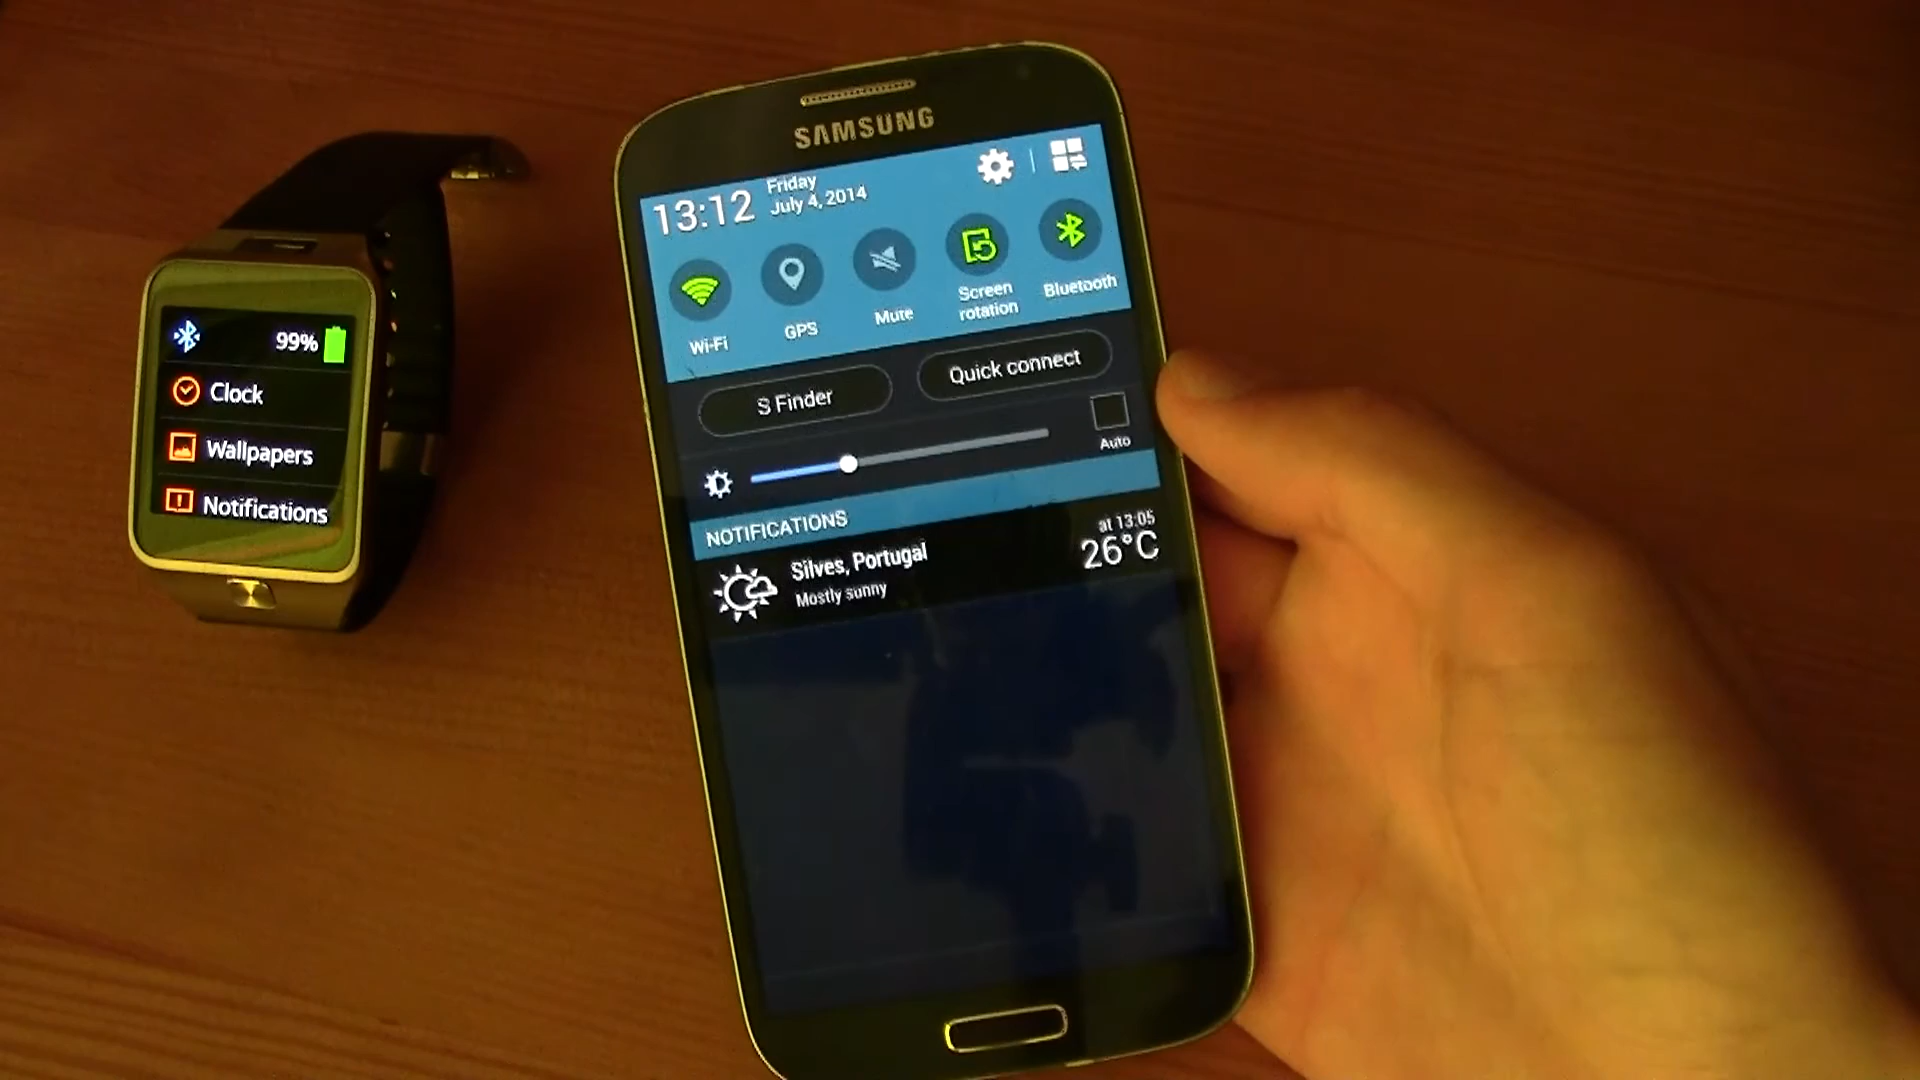 99%
Clock
Wallpapers
Notifications
SAMSUNG
13:12
Friday
July 4, 2014
Wi-Fi
GPS
Mute
Screen
rotation
Bluetooth
S Finder
Quick connect
Auto
NOTIFICATIONS
Silves, Portugal
Mostly sunny
at 13:05
26°C